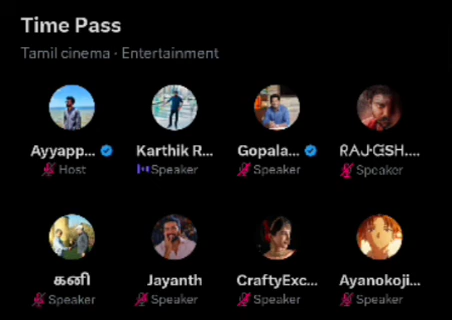 Time Pass
Tamil cinema · Entertainment
Ayyapp... Karthik R... Gopala... RAJGSH....
Host Speaker Speaker Speaker
கனி Jayanth CraftyExc... Ayanokoji...
Speaker Speaker Speaker Speaker